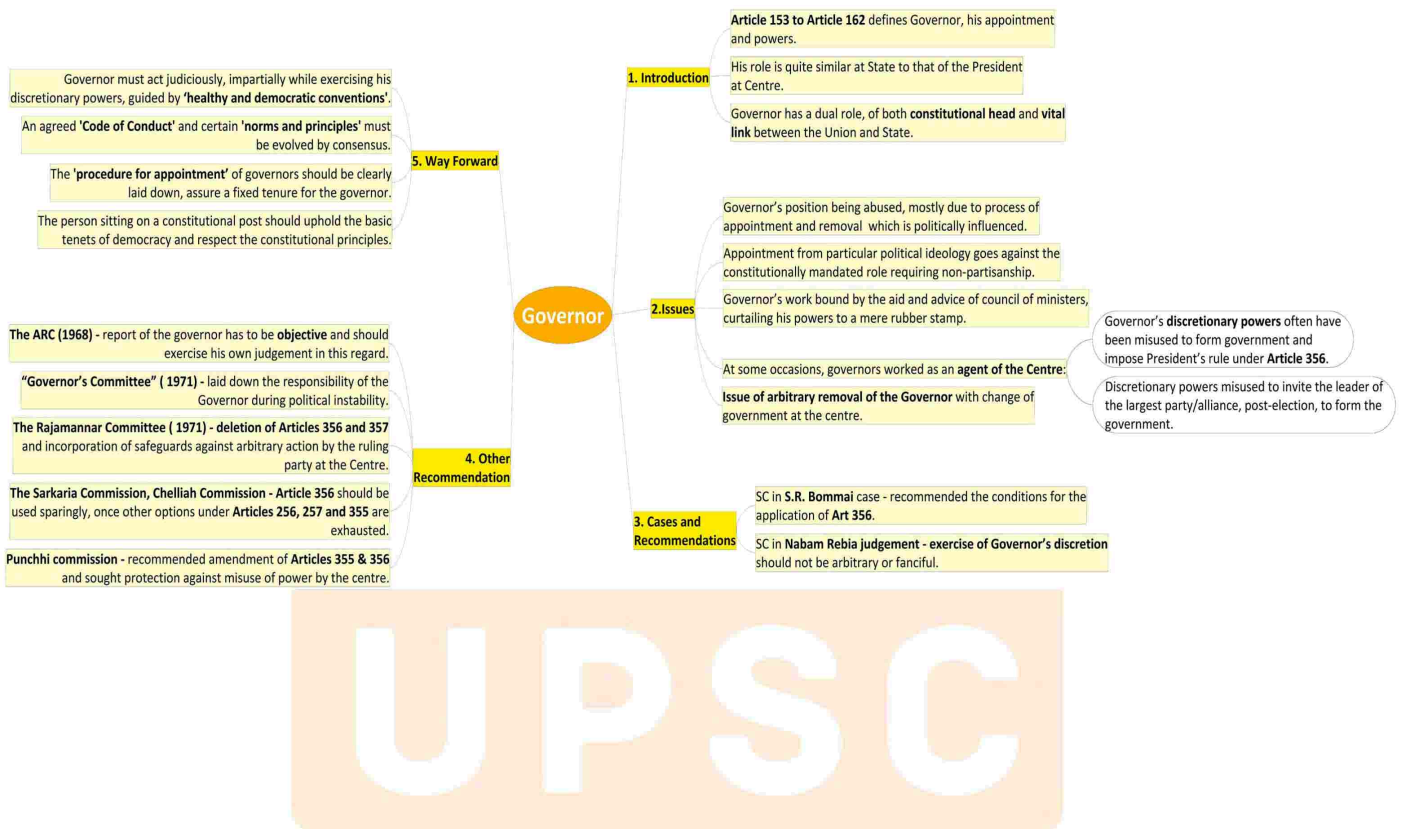 Governor
1. Introduction
Article 153 to Article 162 defines Governor, his appointment
and powers.
His role is quite similar at State to that of the President
at Centre.
Governor has a dual role, of both constitutional head and vital
link between the Union and State.
2.Issues
Governor's position being abused, mostly due to process of
appointment and removal which is politically influenced.
Appointment from particular political ideology goes against the
constitutionally mandated role requiring non-partisanship.
Governor's work bound by the aid and advice of council of ministers,
curtailing his powers to a mere rubber stamp.
At some occasions, governors worked as an agent of the Centre:
Governor's discretionary powers often have
been misused to form government and
impose President's rule under Article 356.
Discretionary powers misused to invite the leader of
the largest party/alliance, post-election, to form the
government.
Issue of arbitrary removal of the Governor with change of
government at the centre.
3. Cases and
Recommendations
SC in S.R. Bommai case - recommended the conditions for the
application of Art 356.
SC in Nabam Rebia judgement - exercise of Governor's discretion
should not be arbitrary or fanciful.
4. Other
Recommendation
The ARC (1968) - report of the governor has to be objective and should
exercise his own judgement in this regard.
“Governor's Committee” ( 1971) - laid down the responsibility of the
Governor during political instability.
The Rajamannar Committee ( 1971) - deletion of Articles 356 and 357
and incorporation of safeguards against arbitrary action by the ruling
party at the Centre.
The Sarkaria Commission, Chelliah Commission - Article 356 should be
used sparingly, once other options under Articles 256, 257 and 355 are
exhausted.
Punchhi commission - recommended amendment of Articles 355 & 356
and sought protection against misuse of power by the centre.
5. Way Forward
Governor must act judiciously, impartially while exercising his
discretionary powers, guided by ‘healthy and democratic conventions'.
An agreed 'Code of Conduct' and certain 'norms and principles' must
be evolved by consensus.
The 'procedure for appointment’ of governors should be clearly
laid down, assure a fixed tenure for the governor.
The person sitting on a constitutional post should uphold the basic
tenets of democracy and respect the constitutional principles.
UPSC